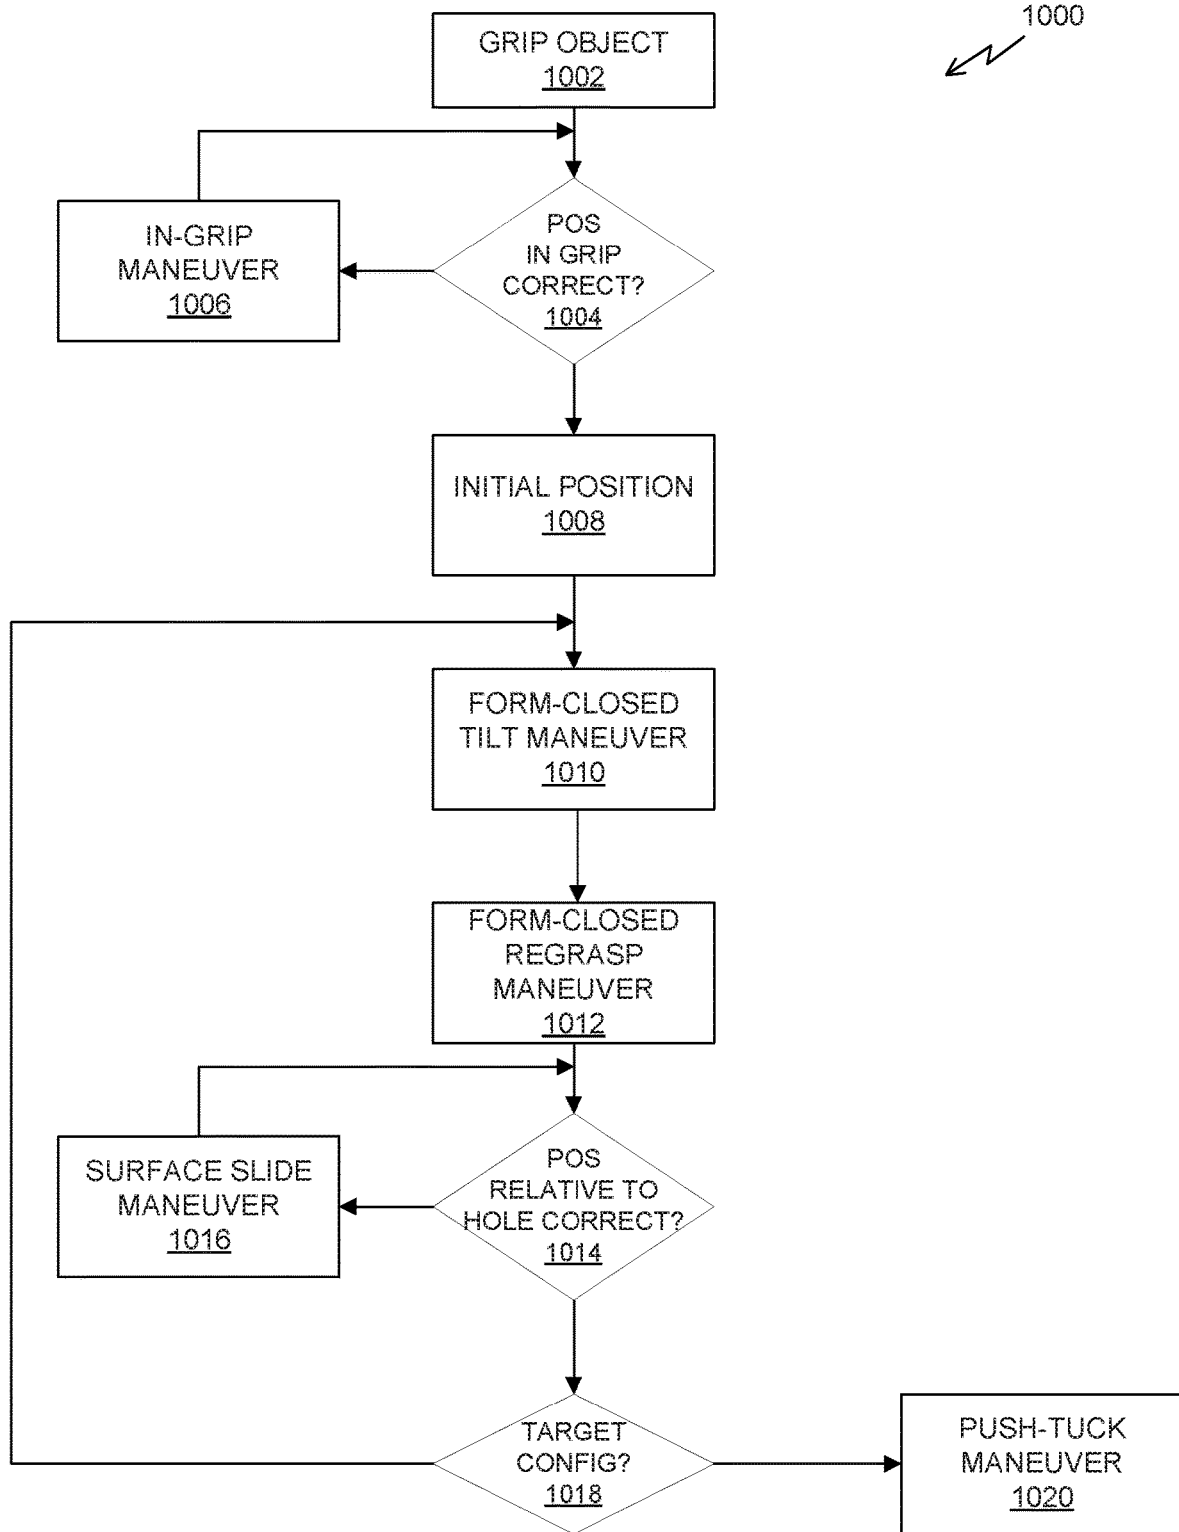 1000
GRIP OBJECT
1002
POS
IN GRIP
CORRECT?
1004
IN-GRIP
MANEUVER
1006
INITIAL POSITION
1008
FORM-CLOSED
TILT MANEUVER
1010
FORM-CLOSED
REGRASP
MANEUVER
1012
POS
RELATIVE TO
HOLE CORRECT?
1014
SURFACE SLIDE
MANEUVER
1016
TARGET
CONFIG?
1018
PUSH-TUCK
MANEUVER
1020